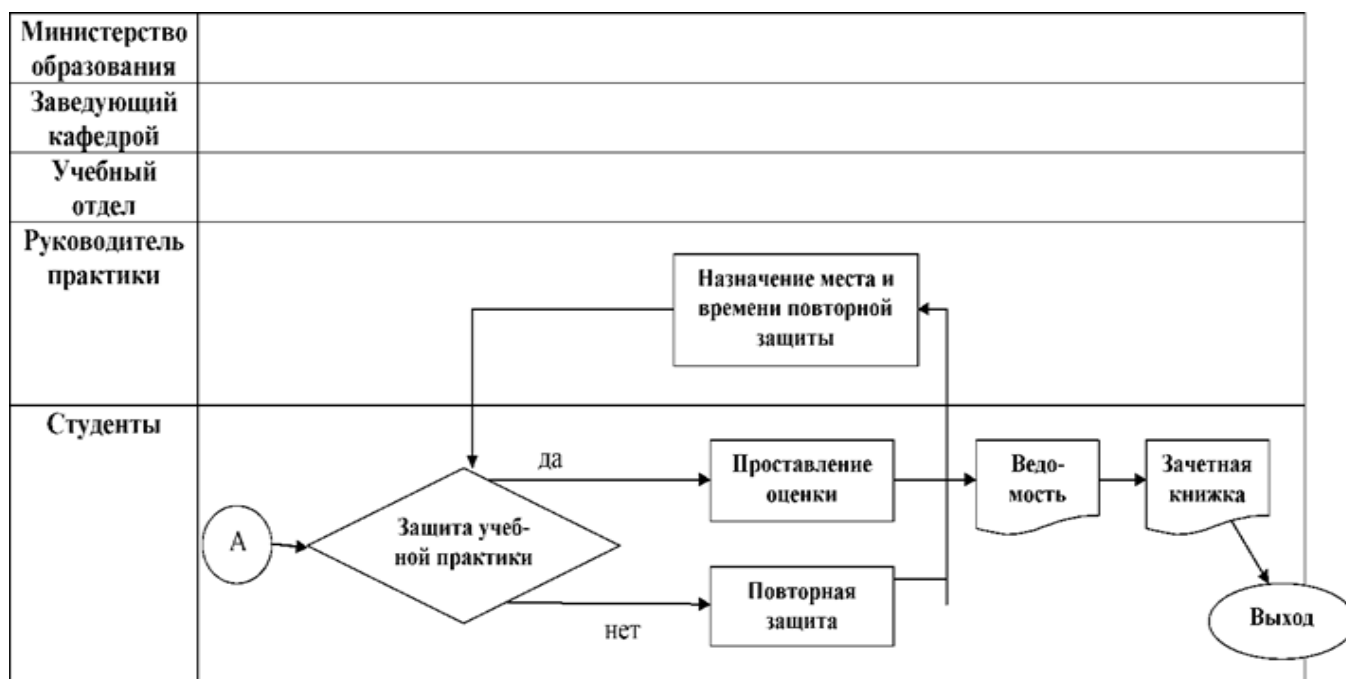 Министерство
образования
Заведующий
кафедрой
Учебный
отдел
Руководитель
практики
Назначение места и
времени повторной
защиты
Студенты
да
Проставление
оценки
Ведо-
мость
Зачетная
книжка
А
Защита учеб-
ной практики
нет
Повторная
защита
Выход